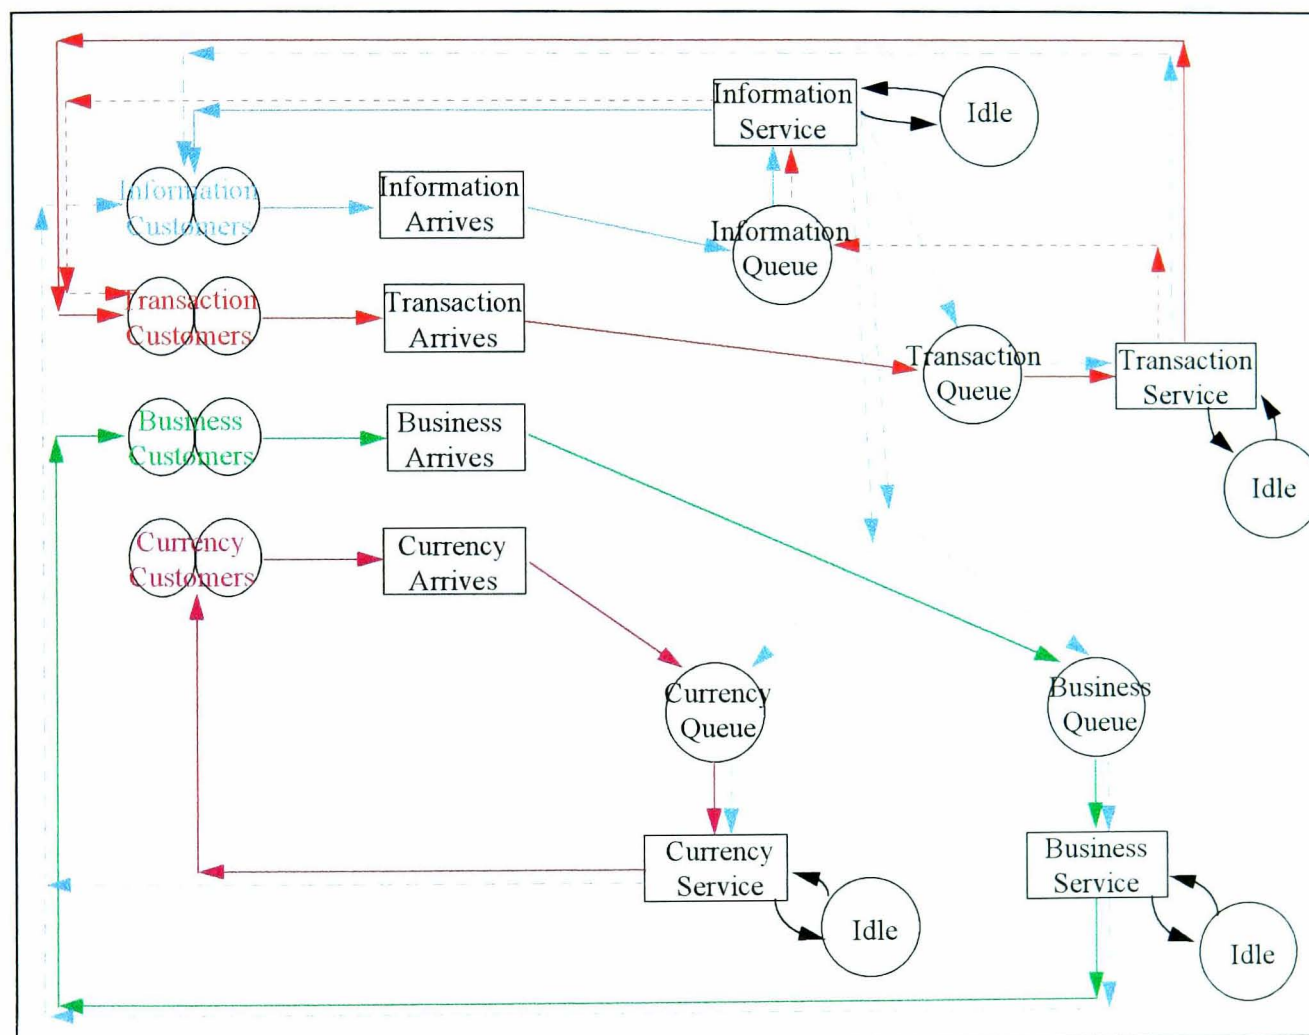 Information
Service
Idle
Information
Customers
Information
Arrives
Information
Queue
Transaction
Customers
Transaction
Arrives
Transaction
Queue
Transaction
Service
Idle
Business
Customers
Business
Arrives
Currency
Customers
Currency
Arrives
Currency
Queue
Business
Queue
Currency
Service
Idle
Business
Service
Idle